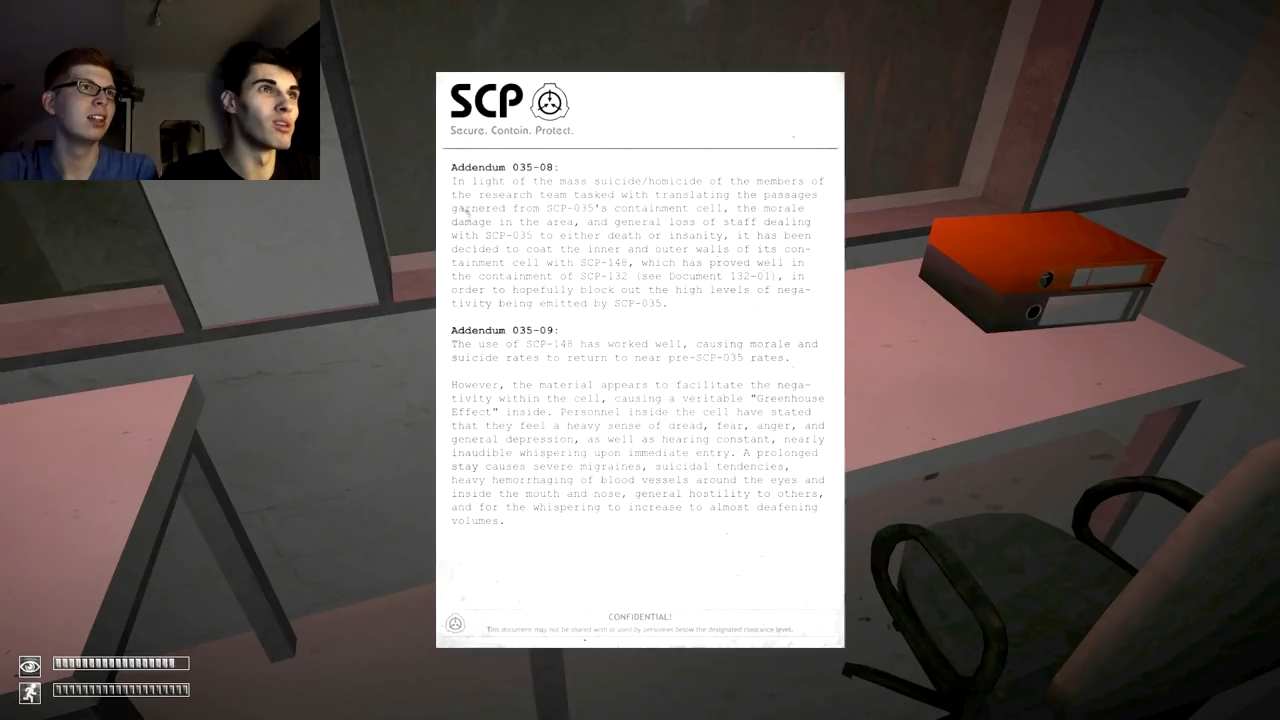 SCP
Secure. Contain. Protect.
Addendum 035-08:
In light of the mass suicide/homicide of the members of
the research team tasked with translating the passages
garnered from SCP-035's containment cell, the morale
damage in the area, and general loss of staff dealing
with SCP-035 to either death or insanity, it has been
decided to coat the inner and outer walls of its con-
tainment cell with SCP-148, which has proved well in
the containment of SCP-132 (see Document 132-01), in
order to hopefully block out the high levels of nega-
tivity being emitted by SCP-035.
Addendum 035-09:
The use of SCP-148 has worked well, causing morale and
suicide rates to return to near pre-SCP-035 rates.
However, the material appears to facilitate the nega-
tivity within the cell, causing a veritable "Greenhouse
Effect" inside. Personnel inside the cell have stated
that they feel a heavy sense of dread, fear, anger, and
general depression, as well as hearing constant, nearly
inaudible whispering upon immediate entry. A prolonged
stay causes severe migraines, suicidal tendencies,
heavy hemorrhaging of blood vessels around the eyes and
inside the mouth and nose, general hostility to others,
and for the whispering to increase to almost deafening
volumes.
CONFIDENTIAL!
This document may not be shared with or used by personnel below the designated clearance level.